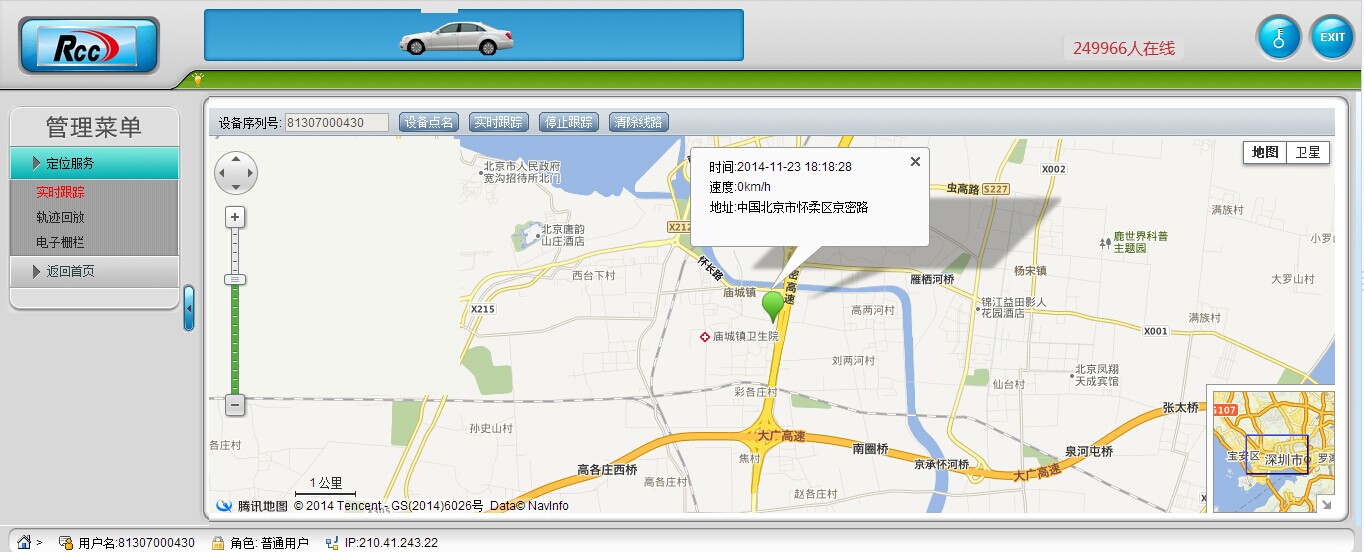 Rcc
249966人在线
EXIT
管理菜单
定位服务
实时跟踪
轨迹回放
电子栅栏
返回首页
设备序列号: 81307000430 设备点名 实时跟踪 停止跟踪 清除线路
地图 卫星
时间:2014-11-23 18:18:28
速度:0km/h
地址:中国北京市怀柔区京密路
北京市人民政府
宽沟招待所北门
X002
虫高路 S227
满族村
X212
北京唐韵
山庄酒店
鹿世界科普
主题园
小罗山
怀长路
西台下村
密高速
雁栖河桥
杨宋镇
大罗山村
庙城镇
锦江益田影人
花园酒店
X215
高两河村
满族村
X001
庙城镇卫生院
刘两河村
北京凤翔
天成宾馆
仙台村
彩各庄村
张太桥
G107
孙史山村
大广高速
各庄村
南圈桥
泉河屯桥
宝安区
深圳市
罗湖
焦村
京承怀河桥
高各庄西桥
大广高速
高各庄村
赵各庄村
1 公里
腾讯地图 © 2014 Tencent - GS(2014)6026号 Data© NavInfo
> 用户名:81307000430 角色: 普通用户 IP:210.41.243.22